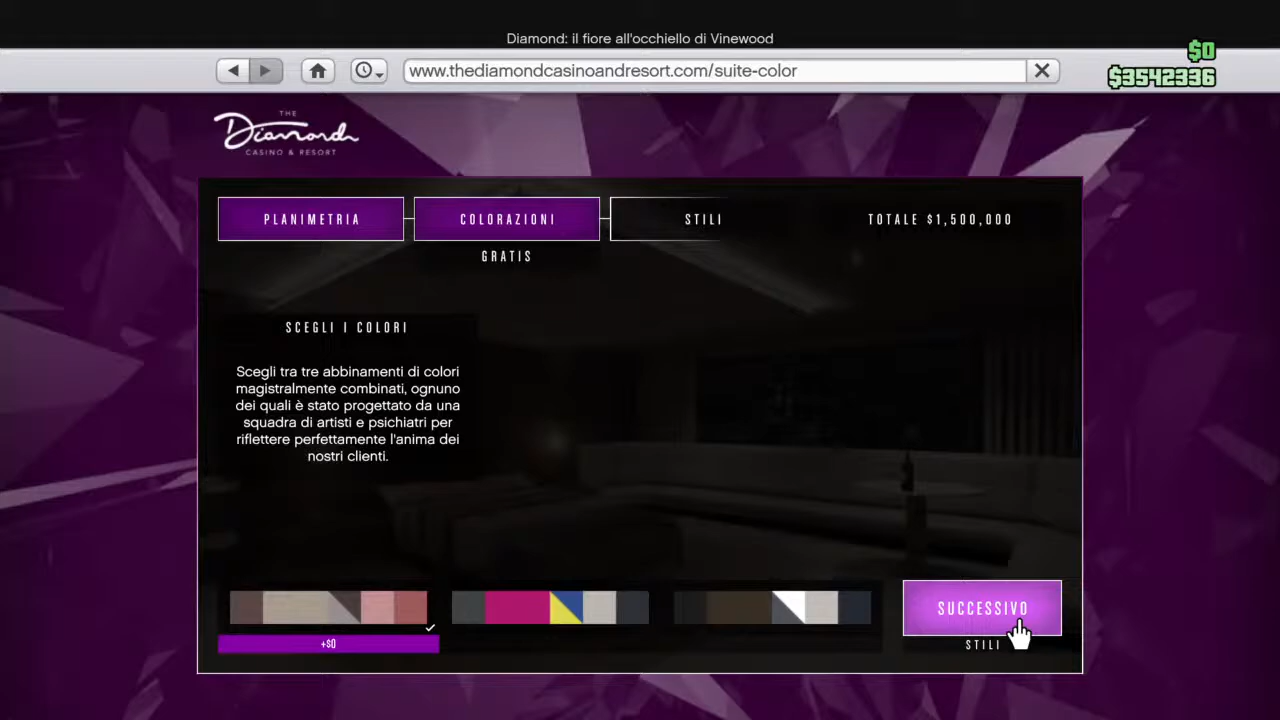 Diamond: il fiore all'occhiello di Vinewood
$0
www.thediamondcasinoandresort.com/suite-color
$3542336
THE
Diamond
CASINO & RESORT
PLANIMETRIA
COLORAZIONI
STILI
TOTALE $1,500,000
GRATIS
SCEGLI I COLORI
Scegli tra tre abbinamenti di colori
magistralmente combinati, ognuno
dei quali è stato progettato da una
squadra di artisti e psichiatri per
riflettere perfettamente l'anima dei
nostri clienti.
SUCCESSIVO
+$0
STILI